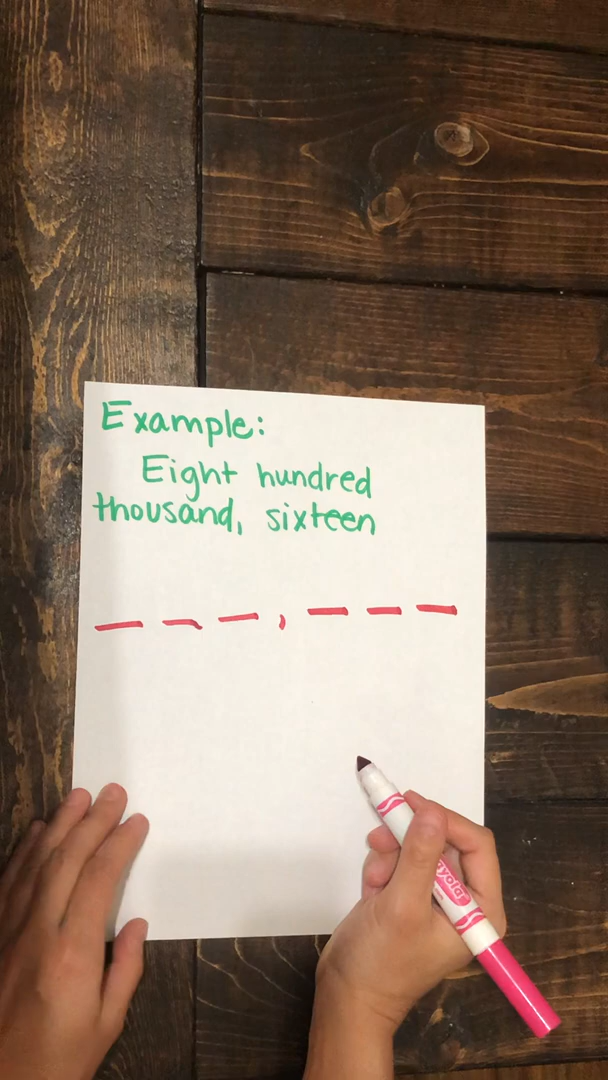 Example:
Eight hundred
thousand, sixteen
_ _ _ , _ _ _